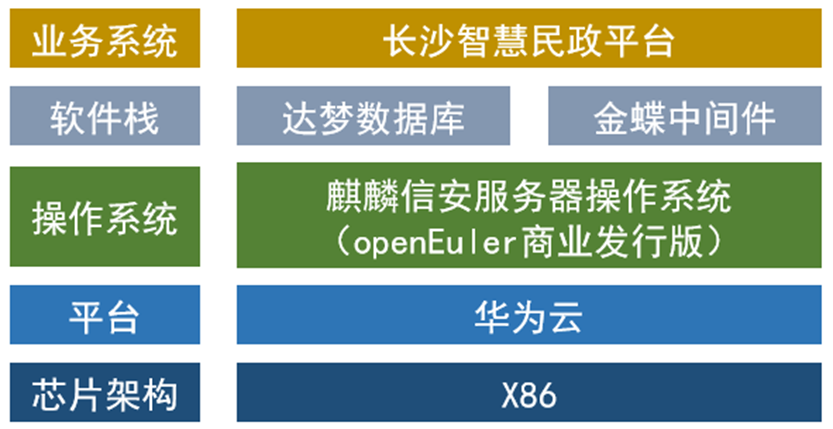 业务系统 长沙智慧民政平台
软件栈 达梦数据库 金蝶中间件
操作系统 麒麟信安服务器操作系统
（openEuler商业发行版）
平台 华为云
芯片架构 X86